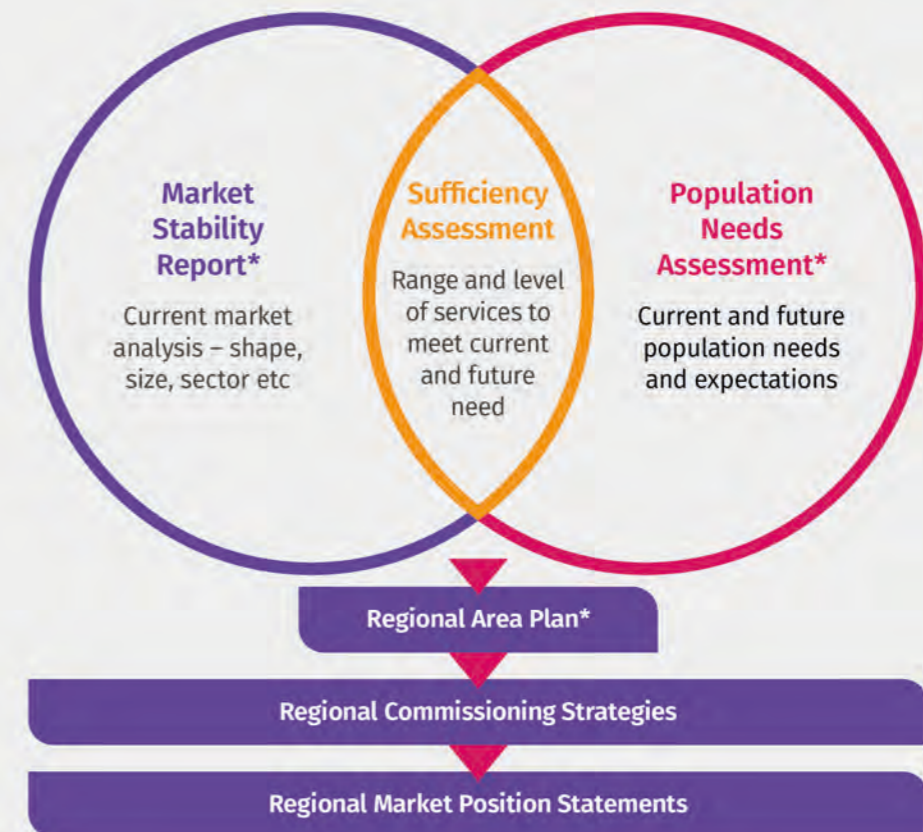 Market
Stability
Report*
Current market
analysis – shape,
size, sector etc
Sufficiency
Assessment
Range and level
of services to
meet current
and future
need
Population
Needs
Assessment*
Current and future
population needs
and expectations
Regional Area Plan*
Regional Commissioning Strategies
Regional Market Position Statements